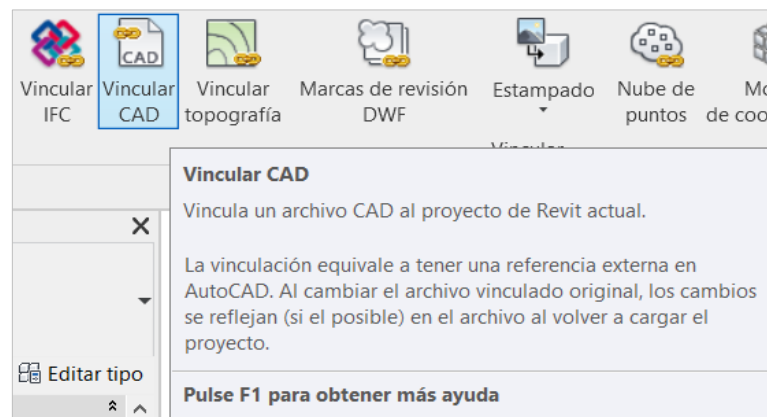 CAD
Vincular Vincular Vincular Marcas de revisión Estampado Nube de
IFC CAD topografía DWF puntos de
Vincular CAD
Vincula un archivo CAD al proyecto de Revit actual.
La vinculación equivale a tener una referencia externa en
AutoCAD. Al cambiar el archivo vinculado original, los cambios
se reflejan (si el posible) en el archivo al volver a cargar el
proyecto.
Editar tipo
Pulse F1 para obtener más ayuda